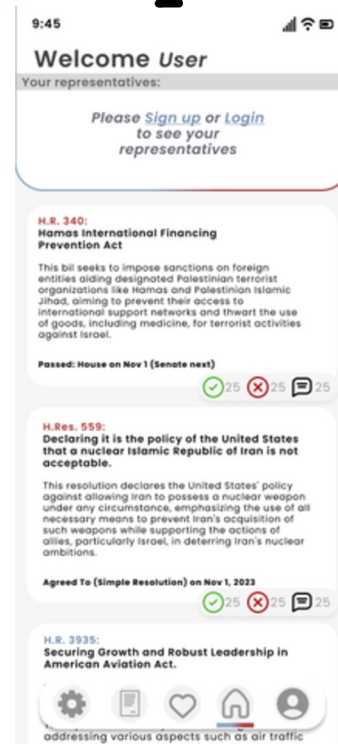 9:45
Welcome User
Your representatives:
Please Sign up or Login
to see your
representatives
H.R. 340:
Hamas International Financing
Prevention Act
This bil seeks to impose sanctions on foreign
entities aiding designated Palestinian terrorist
organizations like Hamas and Palestinian Islamic
Jihad, aiming to prevent their access to
international support networks and thwart the use
of goods, including medicine, for terrorist activities
against Israel.
Passed: House on Nov 1 (Senate next)
25 25 25
H.Res. 559:
Declaring it is the policy of the United States
that a nuclear Islamic Republic of Iran is not
acceptable.
This resolution declares the United States' policy
against allowing Iran to possess a nuclear weapon
under any circumstance, emphasizing the use of all
necessary means to prevent Iran's acquisition of
such weapons while supporting the actions of
allies, particularly Israel, in deterring Iran's nuclear
ambitions.
Agreed To (Simple Resolution) on Nov 1, 2023
25 25 25
H.R. 3935:
Securing Growth and Robust Leadership in
American Aviation Act.
addressing various aspects such as air traffic